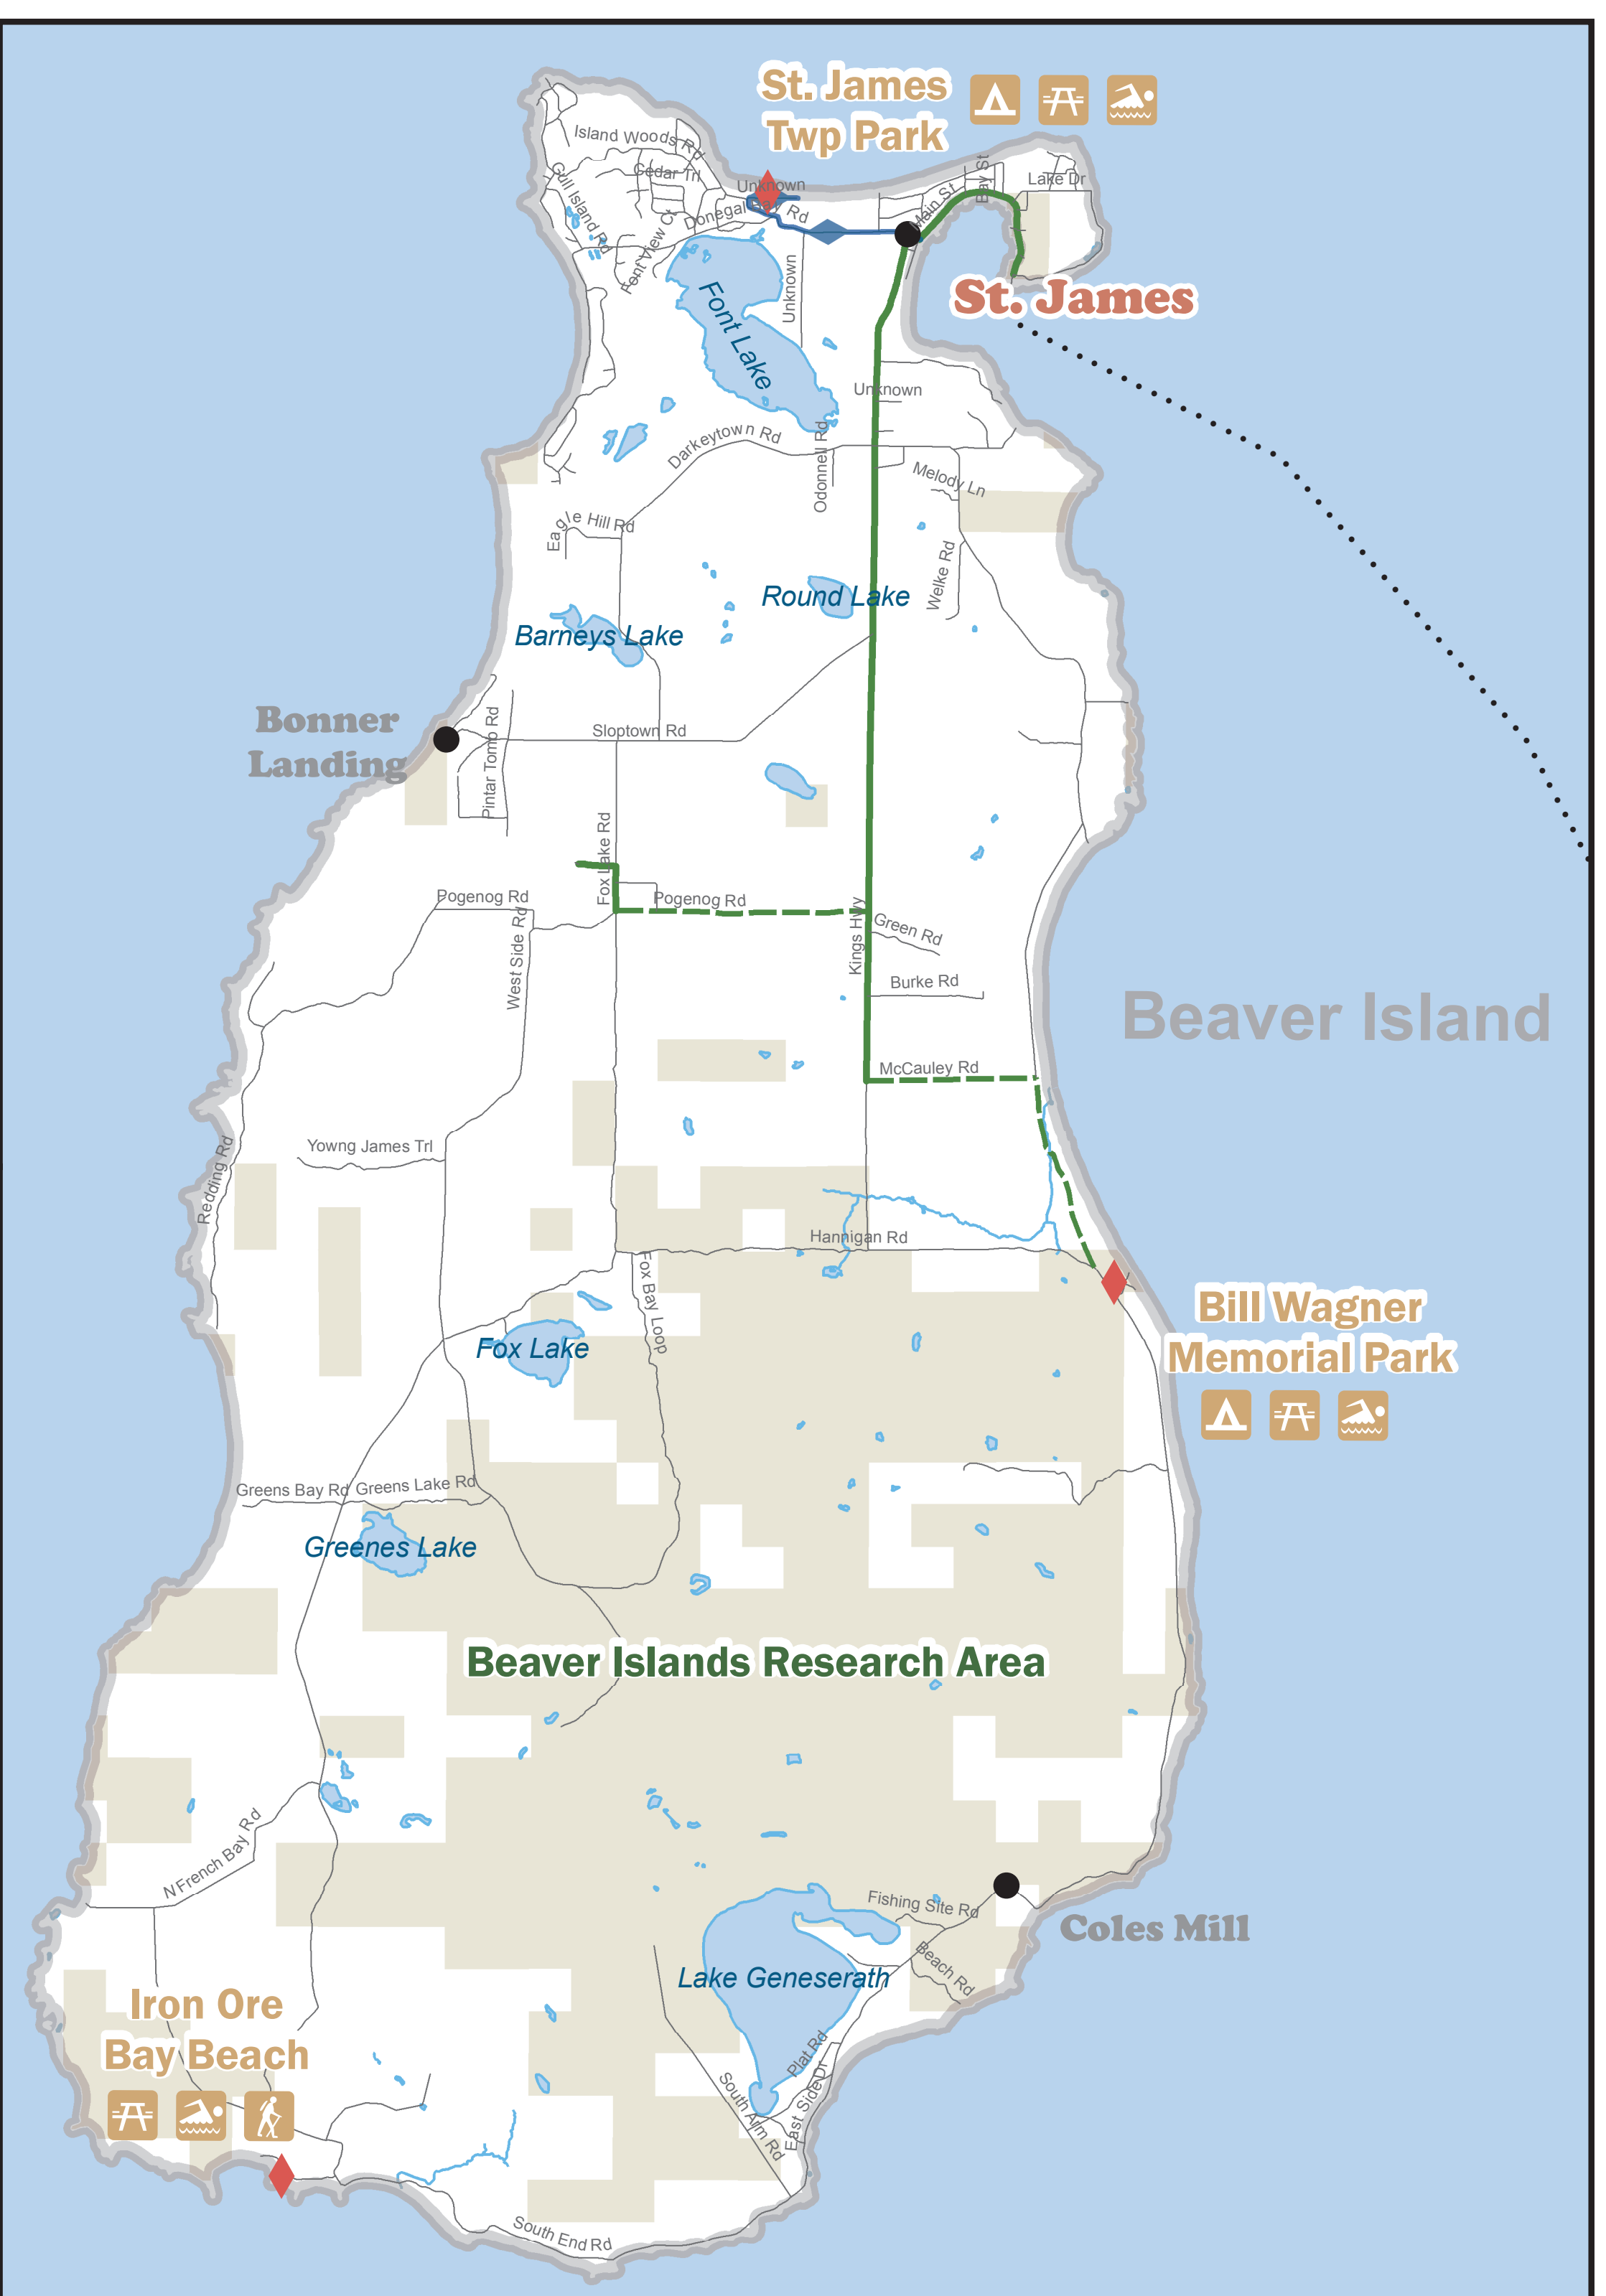 St. James
Twp Park
Island Woods Rd
Cedar Trl
Gull Island Rd
Unknown
Donegal Bay Rd
Font View Ct
Main St
Bay St
Lake Dr
St. James
Font Lake
Unknown
Unknown
Darkeytown Rd
Odonnell Rd
Melody Ln
Eagle Hill Rd
Welke Rd
Round Lake
Barneys Lake
Bonner
Landing
Pintar Tomo Rd
Sloptown Rd
Fox Lake Rd
Pogenog Rd
Pogenog Rd
West Side Rd
Kings Hwy
Green Rd
Burke Rd
Beaver Island
McCauley Rd
Yowng James Trl
Redding Rd
Hannigan Rd
Fox Bay Loop
Bill Wagner
Memorial Park
Fox Lake
Greens Bay Rd
Greens Lake Rd
Greenes Lake
Beaver Islands Research Area
N French Bay Rd
Fishing Site Rd
Coles Mill
Beach Rd
Lake Geneserath
Iron Ore
Bay Beach
Plat Rd
East Side Dr
South Arm Rd
South End Rd